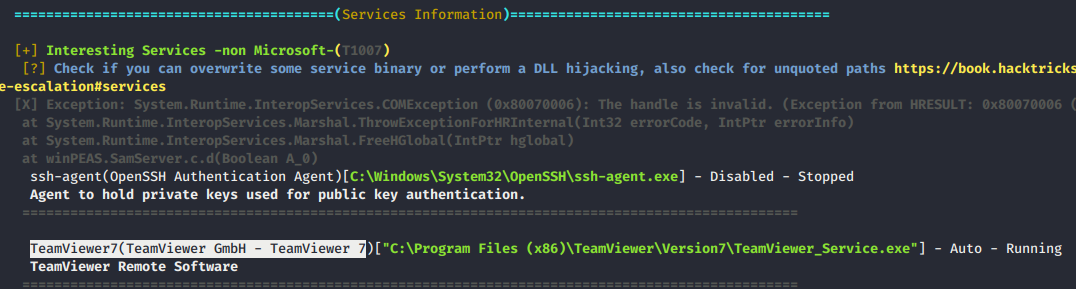 =====================================(Services Information)=====================================
[+] Interesting Services -non Microsoft-(T1007)
[?] Check if you can overwrite some service binary or perform a DLL hijacking, also check for unquoted paths https://book.hacktricks
e-escalation#services
[X] Exception: System.Runtime.InteropServices.COMException (0x80070006): The handle is invalid. (Exception from HRESULT: 0x80070006 (
at System.Runtime.InteropServices.Marshal.ThrowExceptionForHRInternal(Int32 errorCode, IntPtr errorInfo)
at System.Runtime.InteropServices.Marshal.FreeHGlobal(IntPtr hglobal)
at winPEAS.SamServer.c.d(Boolean A_0)
ssh-agent(OpenSSH Authentication Agent)[C:\Windows\System32\OpenSSH\ssh-agent.exe] - Disabled - Stopped
Agent to hold private keys used for public key authentication.
=================================================================================================
TeamViewer7(TeamViewer GmbH - TeamViewer 7)["C:\Program Files (x86)\TeamViewer\Version7\TeamViewer_Service.exe"] - Auto - Running
TeamViewer Remote Software
=================================================================================================